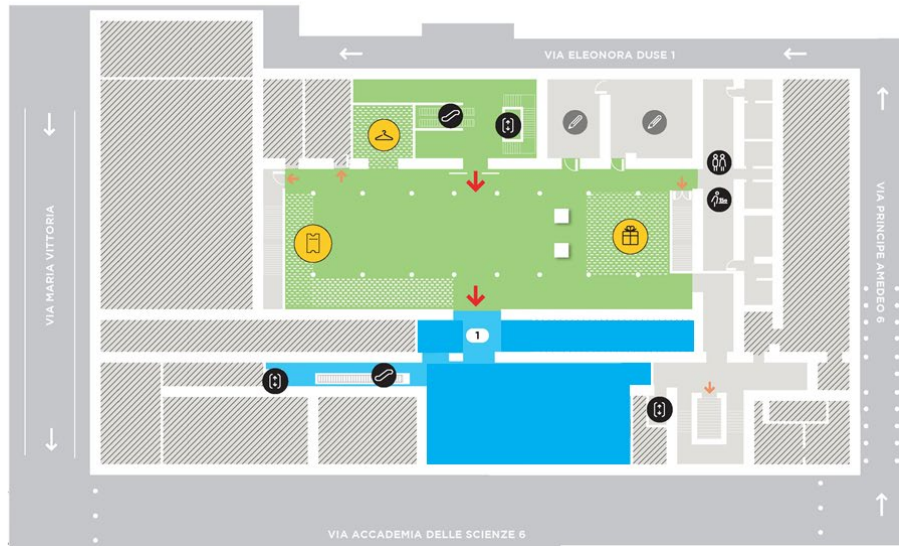 VIA ELEONORA DUSE 1
VIA MARIA VITTORIA
VIA PRINCIPE AMEDEO 6
1
VIA ACCADEMIA DELLE SCIENZE 6